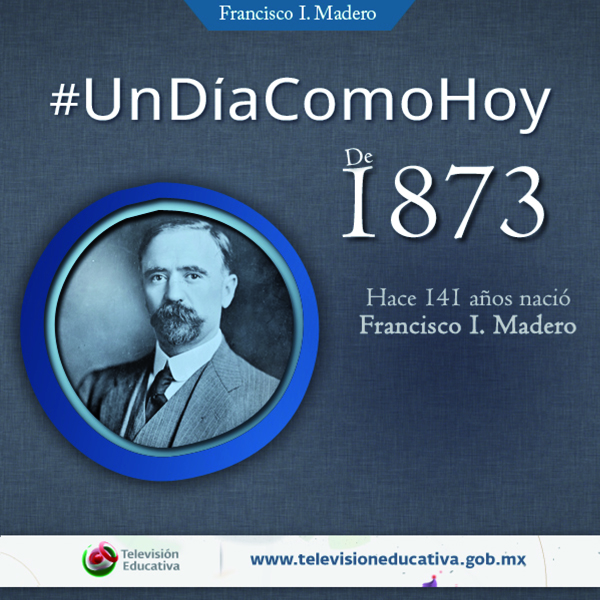 Francisco I. Madero
#UnDíaComoHoy
De
1873
Hace 141 años nació
Francisco I. Madero
Televisión
Educativa
www.televisioneducativa.gob.mx